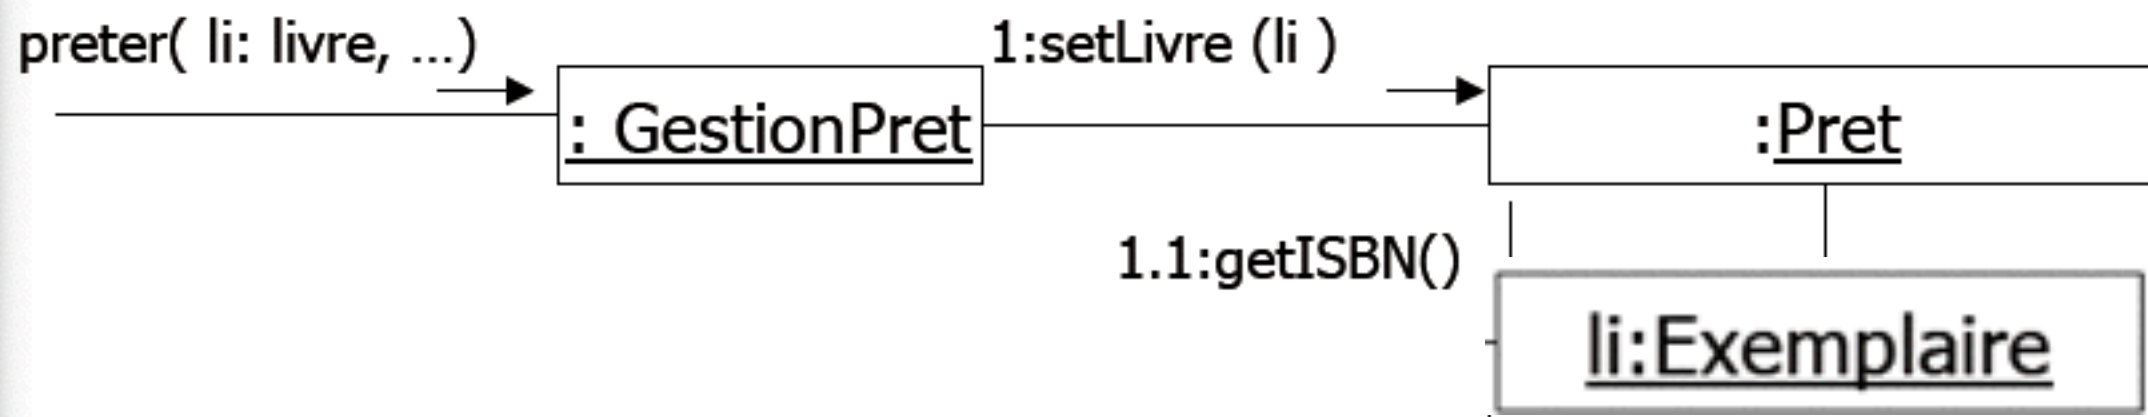 preter( li: livre, ...)
1:setLivre (li )
: GestionPret
:Pret
1.1:getISBN()
li:Exemplaire